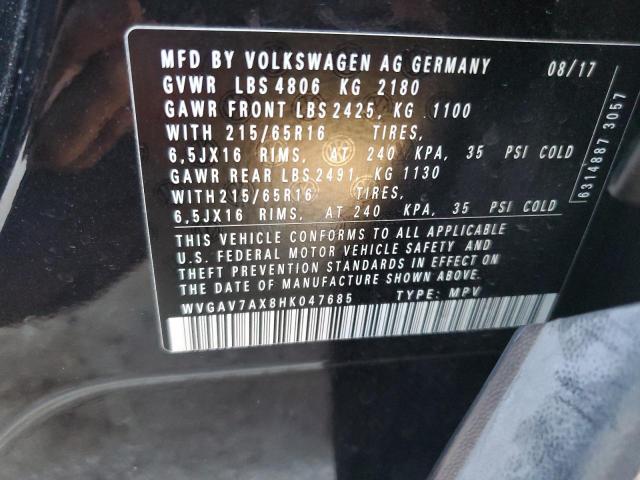 MFD BY VOLKSWAGEN AG GERMANY 08/17
GVWR LBS 4806 KG 2180
GAWR FRONT LBS 2425, KG 1100
WITH 215/65R16 TIRES,
6,5JX16 RIMS, AT 240 KPA, 35 PSI COLD
GAWR REAR LBS 2491, KG 1130
WITH 215/65R16 TIRES,
6,5JX16 RIMS, AT 240 KPA, 35 PSI COLD
THIS VEHICLE CONFORMS TO ALL APPLICABLE
U.S. FEDERAL MOTOR VEHICLE SAFETY AND
THEFT PREVENTION STANDARDS IN EFFECT ON
THE DATE OF MANUFACTURE SHOWN ABOVE.
WVGAV7AX8HK047685 TYPE: MPV
6314887 3057